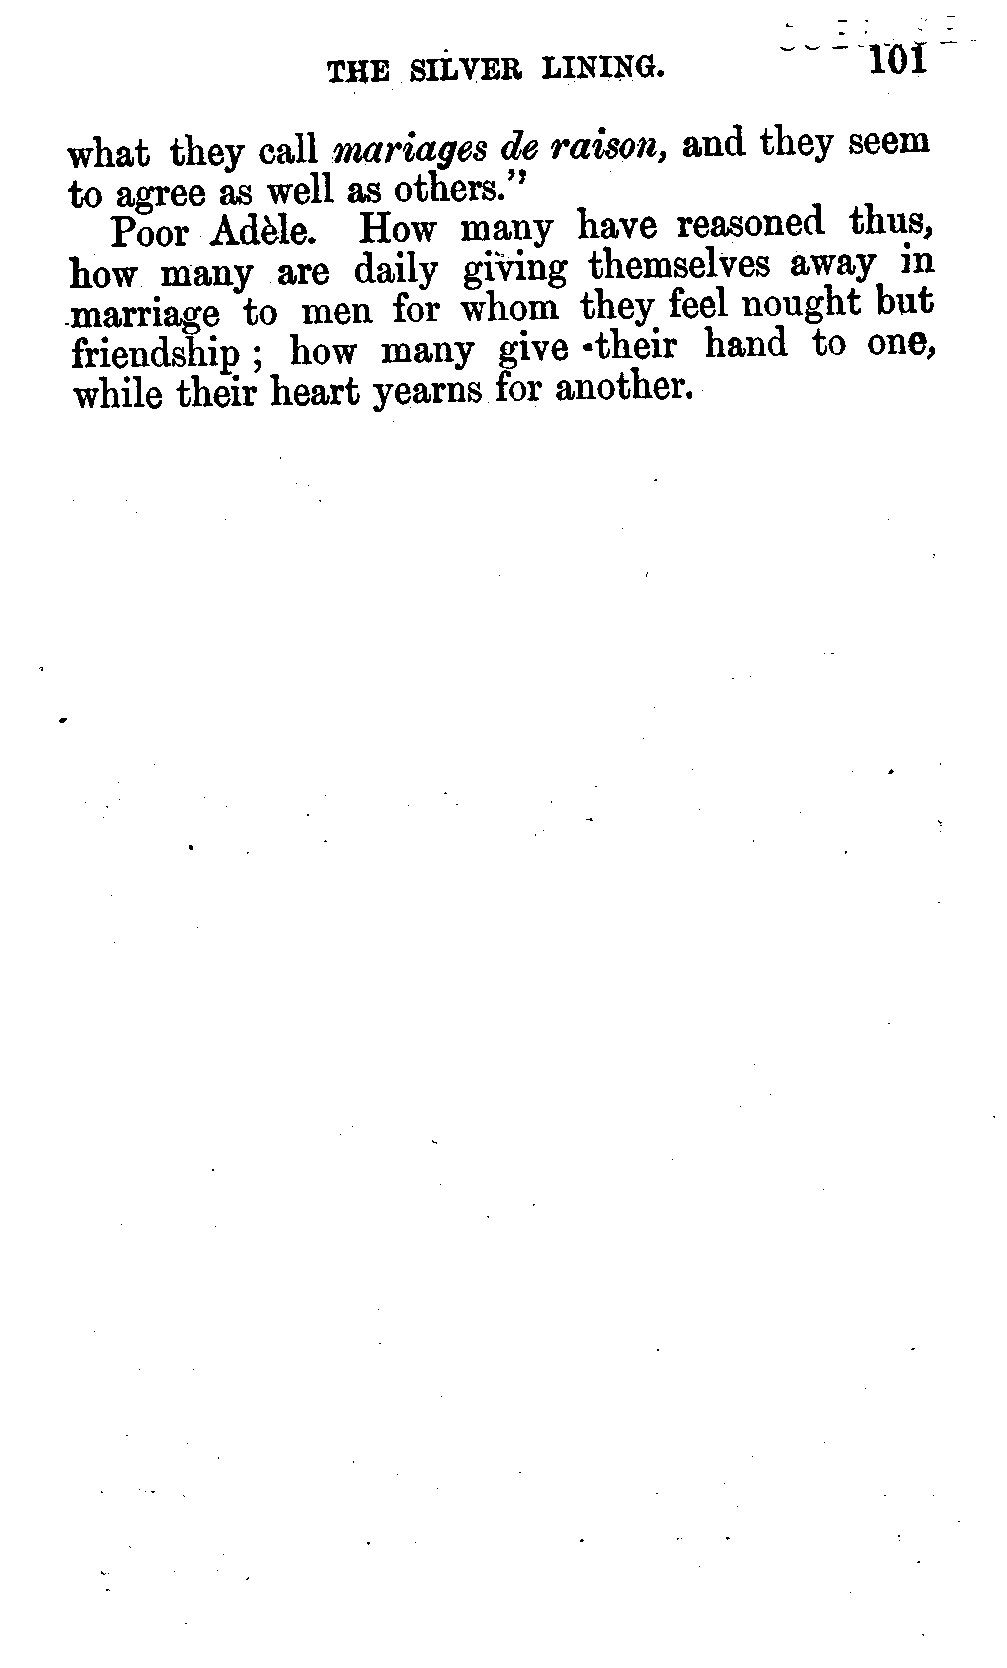 THE SILVER LINING. 101
what they call mariages de raison, and they seem
to agree as well as others."
Poor Adèle. How many have reasoned thus,
how many are daily giving themselves away in
marriage to men for whom they feel nought but
friendship ; how many give their hand to one,
while their heart yearns for another.